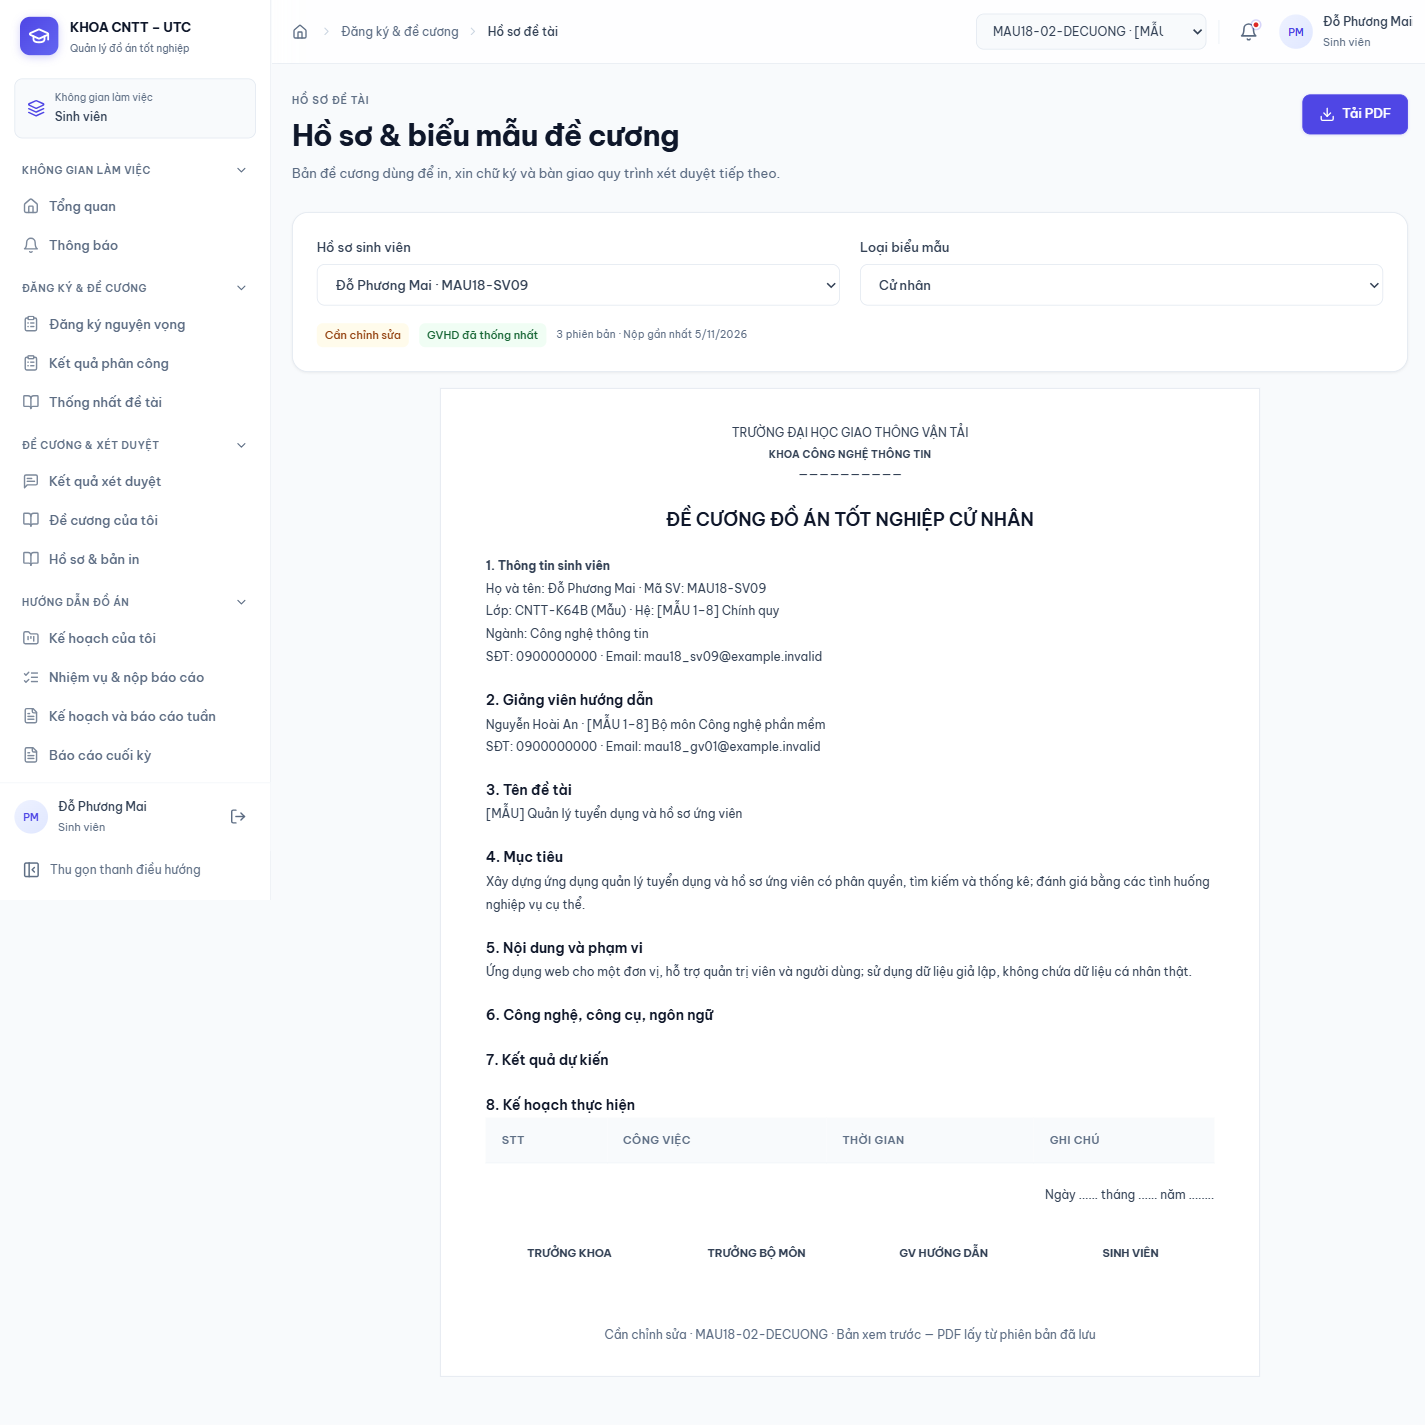 KHOA CNTT – UTC
Quản lý đồ án tốt nghiệp
Không gian làm việc
Sinh viên
KHÔNG GIAN LÀM VIỆC
Tổng quan
Thông báo
ĐĂNG KÝ & ĐỀ CƯƠNG
Đăng ký nguyện vọng
Kết quả phân công
Thống nhất đề tài
ĐỀ CƯƠNG & XÉT DUYỆT
Kết quả xét duyệt
Đề cương của tôi
Hồ sơ & bản in
HƯỚNG DẪN ĐỒ ÁN
Kế hoạch của tôi
Nhiệm vụ & nộp báo cáo
Kế hoạch và báo cáo tuần
Báo cáo cuối kỳ
PM
Đỗ Phương Mai
Sinh viên
Thu gọn thanh điều hướng
Đăng ký & đề cương
Hồ sơ đề tài
MAU18-02-DECUONG · [MẪU
PM
Đỗ Phương Mai
Sinh viên
HỒ SƠ ĐỀ TÀI
Hồ sơ & biểu mẫu đề cương
Bản đề cương dùng để in, xin chữ ký và bàn giao quy trình xét duyệt tiếp theo.
Tải PDF
Hồ sơ sinh viên
Đỗ Phương Mai · MAU18-SV09
Loại biểu mẫu
Cử nhân
Cần chỉnh sửa
GVHD đã thống nhất
3 phiên bản · Nộp gần nhất 5/11/2026
TRƯỜNG ĐẠI HỌC GIAO THÔNG VẬN TẢI
KHOA CÔNG NGHỆ THÔNG TIN
——————————
ĐỀ CƯƠNG ĐỒ ÁN TỐT NGHIỆP CỬ NHÂN
1. Thông tin sinh viên
Họ và tên: Đỗ Phương Mai · Mã SV: MAU18-SV09
Lớp: CNTT-K64B (Mẫu) · Hệ: [MẪU 1–8] Chính quy
Ngành: Công nghệ thông tin
SĐT: 0900000000 · Email: mau18_sv09@example.invalid
2. Giảng viên hướng dẫn
Nguyễn Hoài An · [MẪU 1–8] Bộ môn Công nghệ phần mềm
SĐT: 0900000000 · Email: mau18_gv01@example.invalid
3. Tên đề tài
[MẪU] Quản lý tuyển dụng và hồ sơ ứng viên
4. Mục tiêu
Xây dựng ứng dụng quản lý tuyển dụng và hồ sơ ứng viên có phân quyền, tìm kiếm và thống kê; đánh giá bằng các tình huống
nghiệp vụ cụ thể.
5. Nội dung và phạm vi
Ứng dụng web cho một đơn vị, hỗ trợ quản trị viên và người dùng; sử dụng dữ liệu giả lập, không chứa dữ liệu cá nhân thật.
6. Công nghệ, công cụ, ngôn ngữ
7. Kết quả dự kiến
8. Kế hoạch thực hiện
STT CÔNG VIỆC THỜI GIAN GHI CHÚ
Ngày ...... tháng ...... năm ........
TRƯỞNG KHOA TRƯỞNG BỘ MÔN GV HƯỚNG DẪN SINH VIÊN
Cần chỉnh sửa · MAU18-02-DECUONG · Bản xem trước — PDF lấy từ phiên bản đã lưu